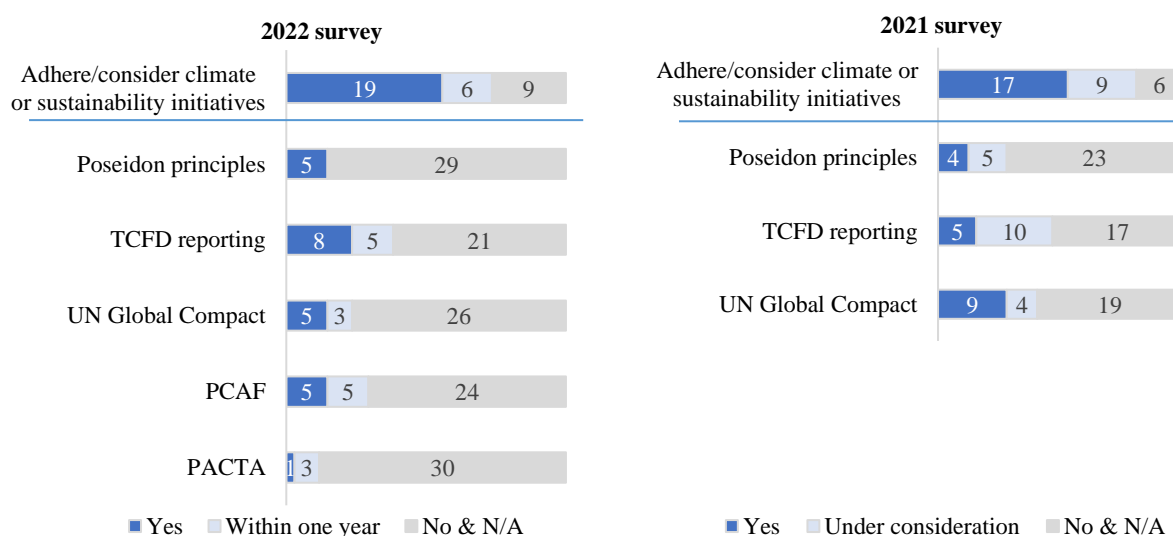 2022 survey
Adhere/consider climate
or sustainability initiatives
19 6 9
Poseidon principles
5 29
TCFD reporting
8 5 21
UN Global Compact
5 3 26
PCAF
5 5 24
PACTA
1 3 30
Yes Within one year No & N/A
2021 survey
Adhere/consider climate or
sustainability initiatives
17 9 6
Poseidon principles
4 5 23
TCFD reporting
5 10 17
UN Global Compact
9 4 19
Yes Under consideration No & N/A